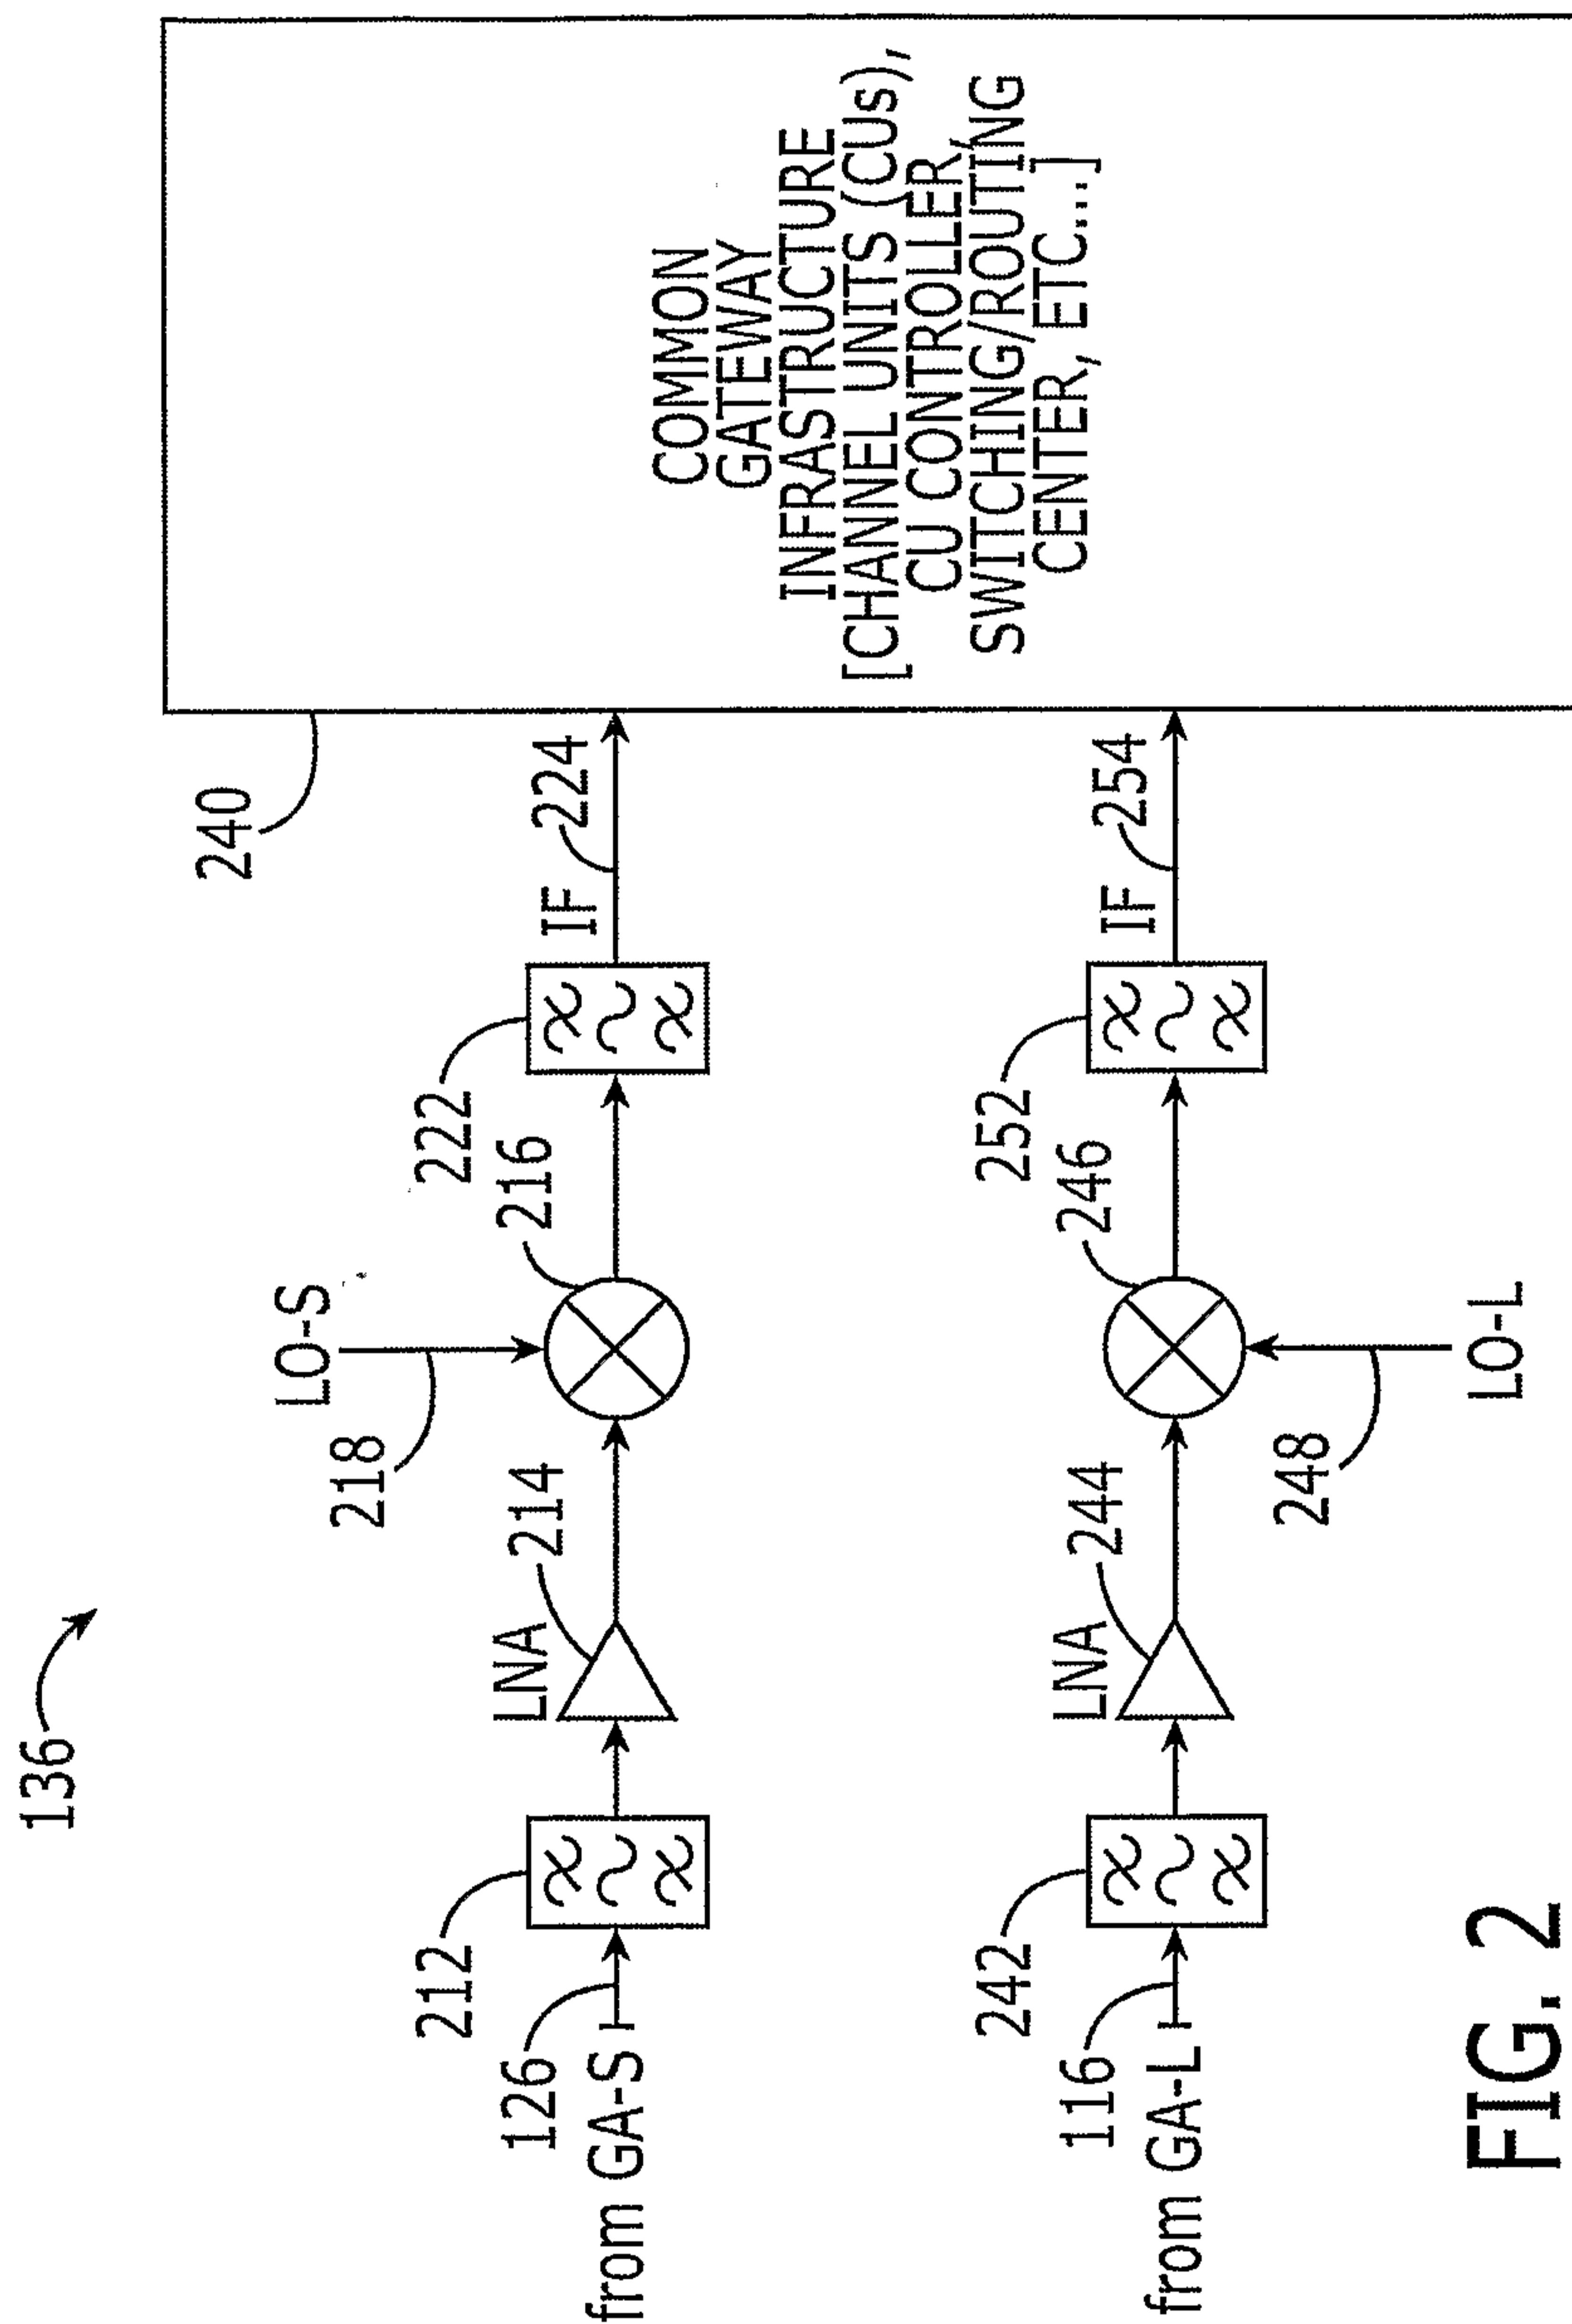 136
240
COMMON
GATEWAY
INFRASTRUCTURE
[CHANNEL UNITS (CUs),
CU CONTROLLER,
SWITCHING/ROUTING
CENTER, ETC...]
LO-S
218
212
222
126
LNA
214
216
IF
224
from GA-S
242
252
116
LNA
244
246
IF
254
from GA-L
248
LO-L
FIG. 2